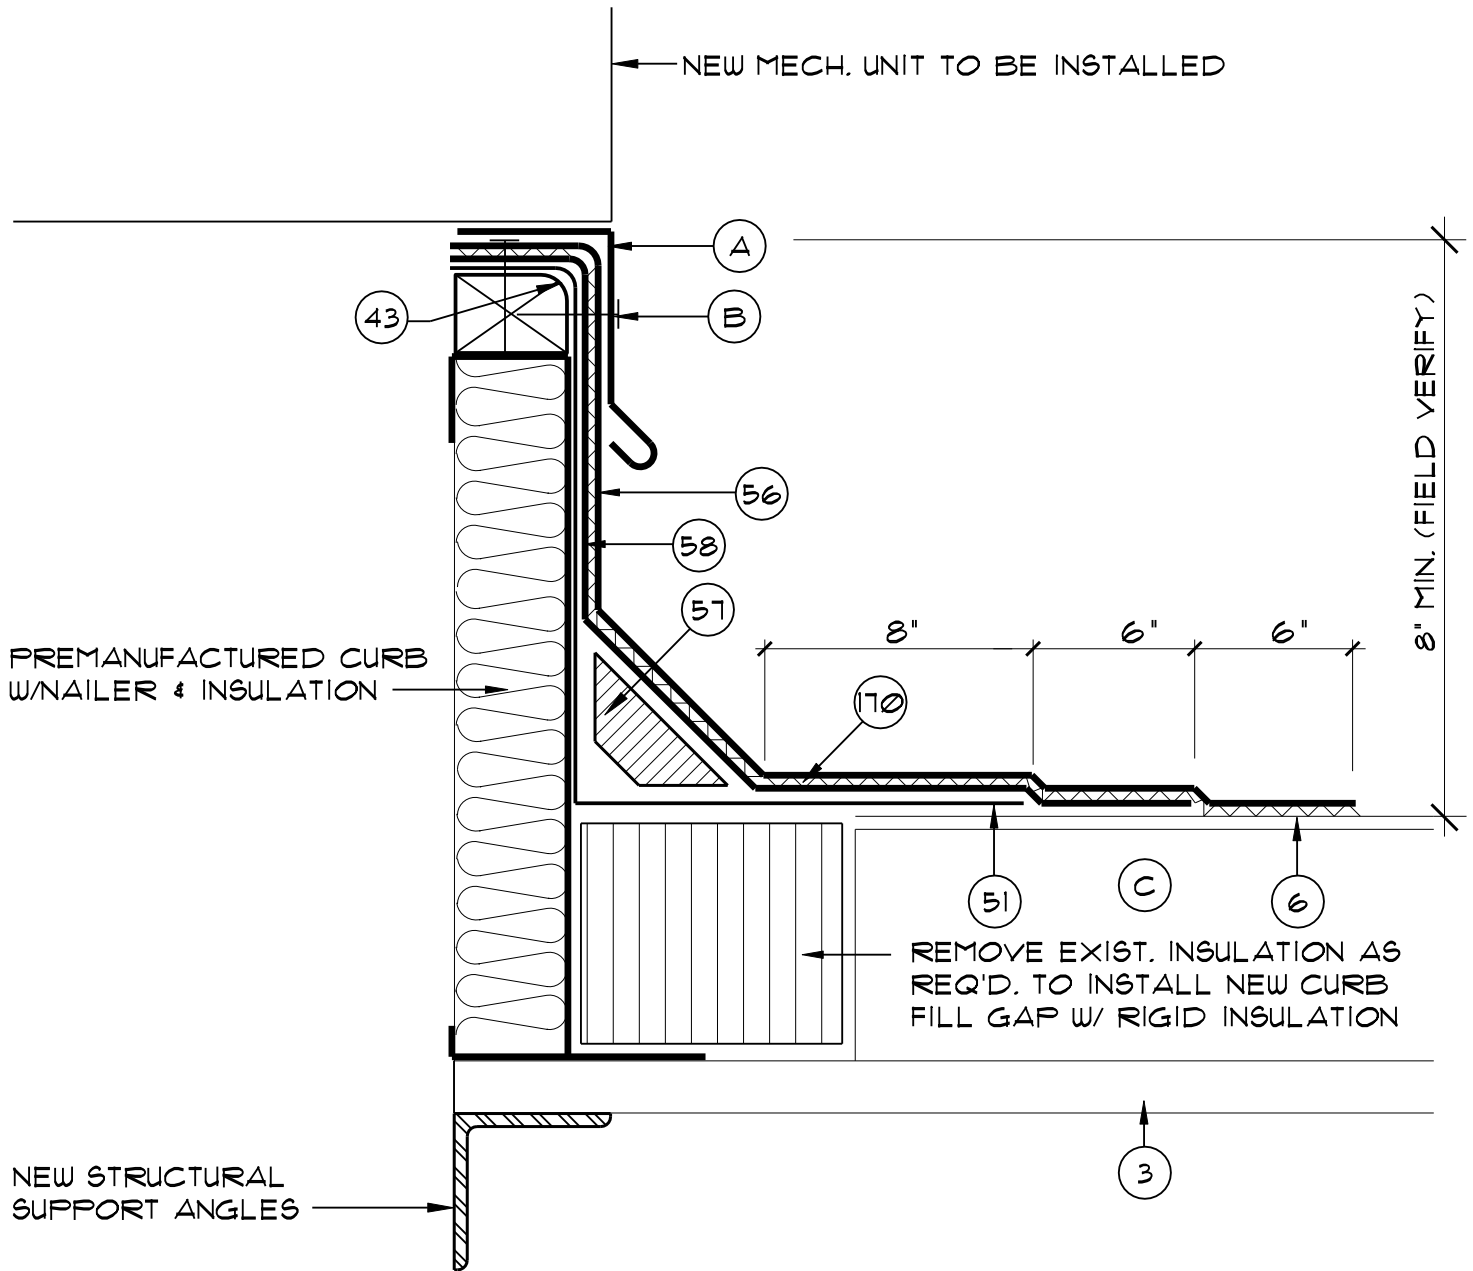 NEW MECH. UNIT TO BE INSTALLED
A
43
B
8" MIN. (FIELD VERIFY)
56
58
57
8" 6" 6"
PREMANUFACTURED CURB
W/NAILER & INSULATION
170
51
C
6
REMOVE EXIST. INSULATION AS
REQ'D. TO INSTALL NEW CURB
FILL GAP W/ RIGID INSULATION
3
NEW STRUCTURAL
SUPPORT ANGLES